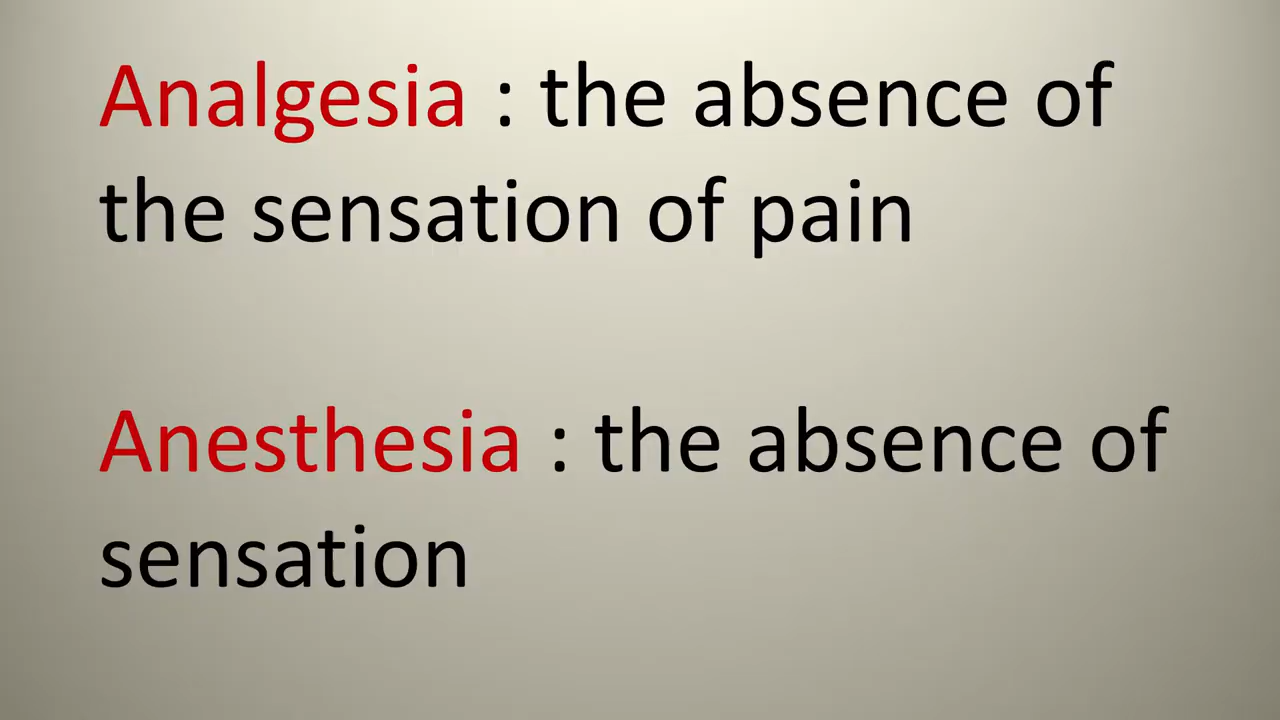 Analgesia : the absence of
the sensation of pain
Anesthesia : the absence of
sensation